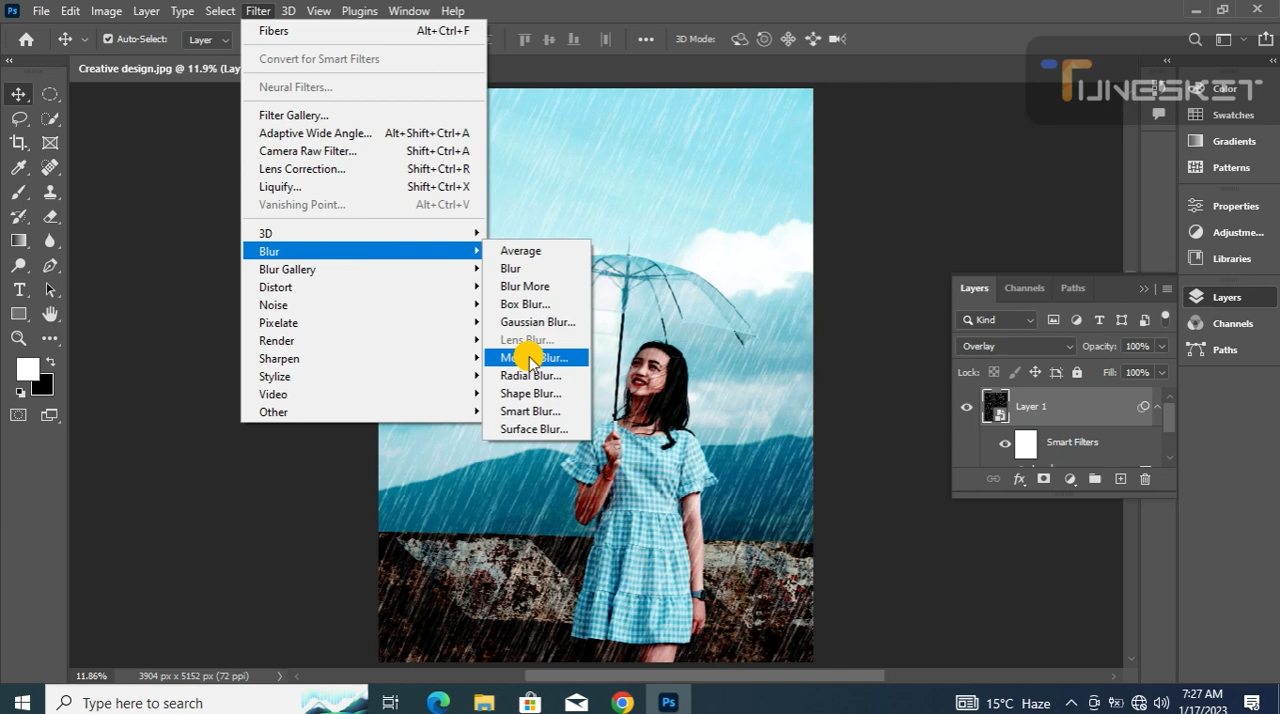 Ps File Edit Image Layer Type Select Filter 3D View Plugins Window Help
Auto-Select: Layer
3D Mode:
Creative design.jpg @ 11.9% (Lay
Fibers Alt+Ctrl+F
Convert for Smart Filters
Neural Filters...
Filter Gallery...
Adaptive Wide Angle... Alt+Shift+Ctrl+A
Camera Raw Filter... Shift+Ctrl+A
Lens Correction... Shift+Ctrl+R
Liquify... Shift+Ctrl+X
Vanishing Point... Alt+Ctrl+V
3D
Blur
Blur Gallery
Distort
Noise
Pixelate
Render
Sharpen
Stylize
Video
Other
Average
Blur
Blur More
Box Blur...
Gaussian Blur...
Lens Blur...
Blur...
Radial Blur...
Shape Blur...
Smart Blur...
Surface Blur...
TUNESKIT
Color
Swatches
Gradients
Patterns
Properties
Adjustme...
Libraries
Layers
Channels
Paths
Layers Channels Paths
Kind
Overlay Opacity: 100%
Lock: Fill: 100%
Layer 1
Smart Filters
11.86% 3904 px x 5152 px (72 ppi)
Type here to search
Ps
15°C Haze
7:27 AM
1/17/2023